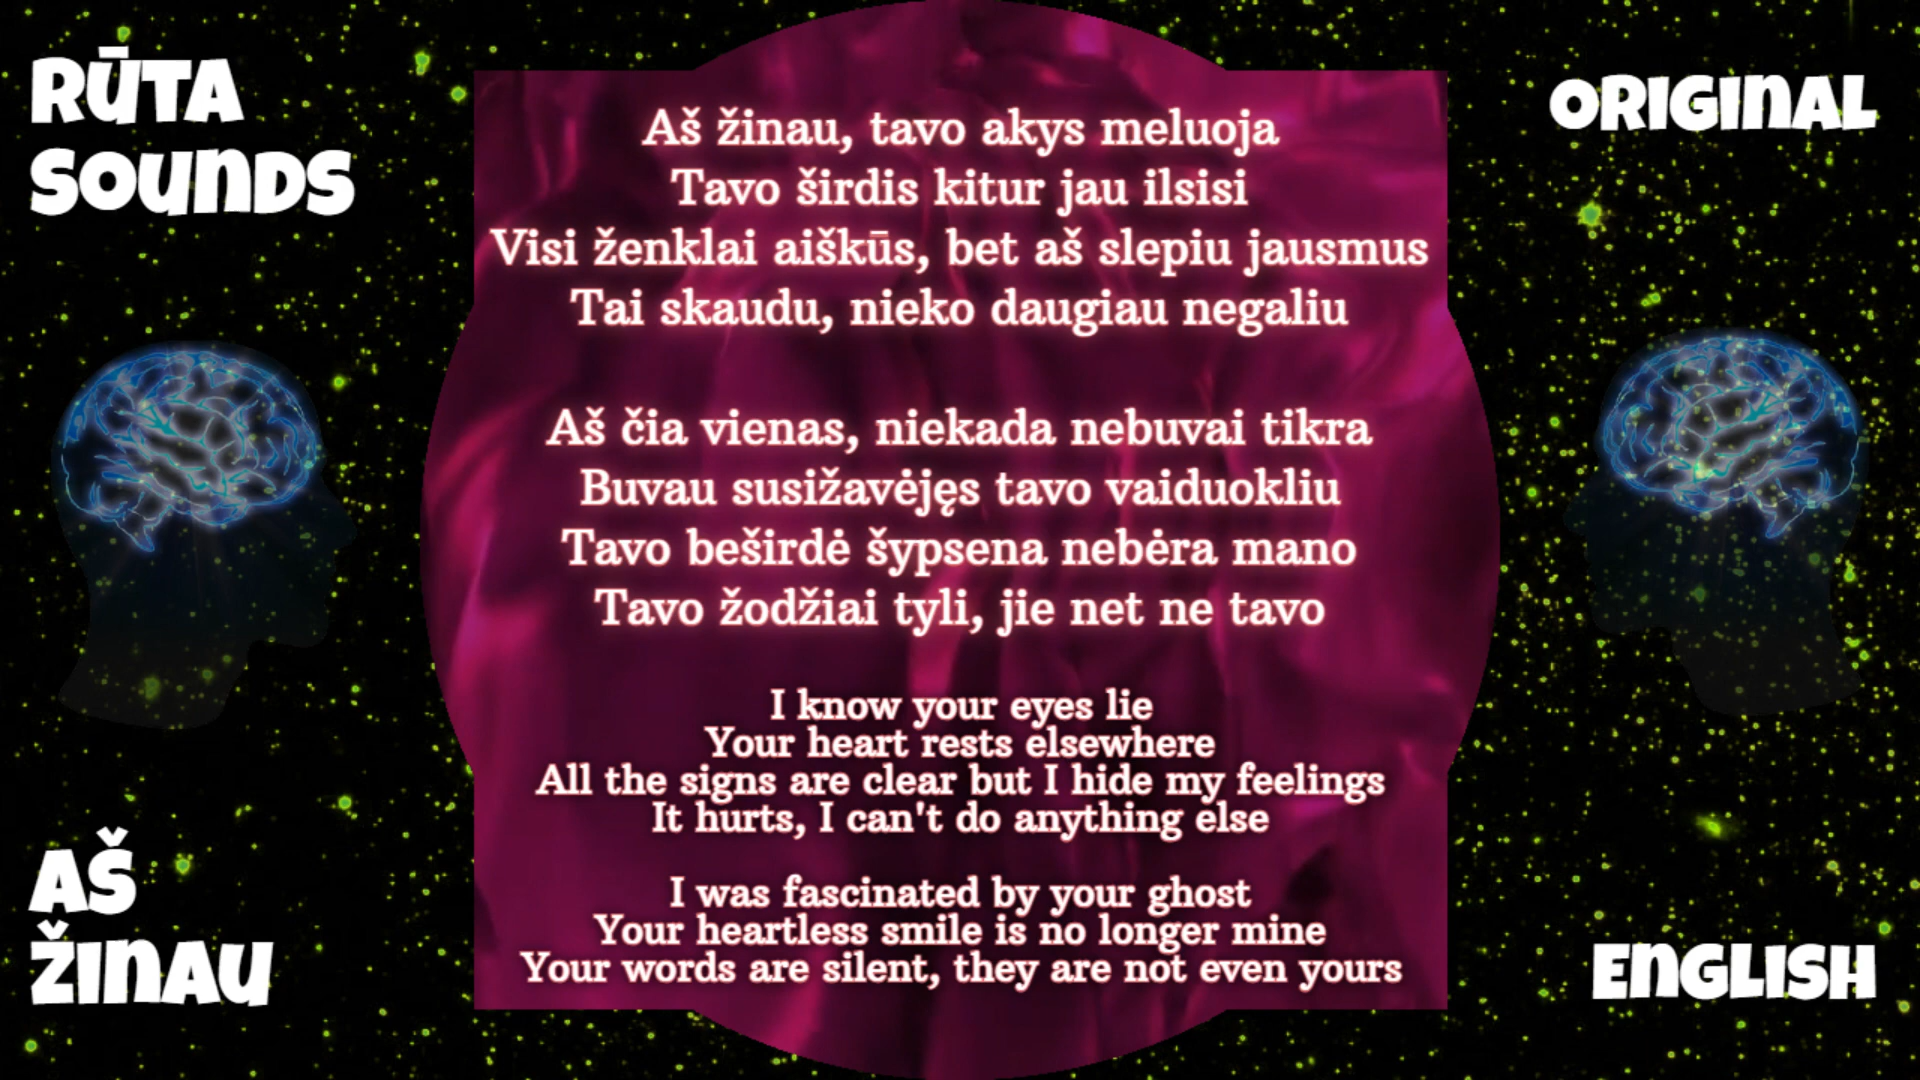 RŪTA
SOUNDS
ORIGINAL
Aš žinau, tavo akys meluoja
Tavo širdis kitur jau ilsisi
Visi ženklai aiškūs, bet aš slepiu jausmus
Tai skaudu, nieko daugiau negaliu
Aš čia vienas, niekada nebuvai tikra
Buvau susižavėjęs tavo vaiduokliu
Tavo beširdė šypsena nebėra mano
Tavo žodžiai tyli, jie net ne tavo
I know your eyes lie
Your heart rests elsewhere
All the signs are clear but I hide my feelings
It hurts, I can't do anything else
I was fascinated by your ghost
Your heartless smile is no longer mine
Your words are silent, they are not even yours
AŠ
ŽINAU
ENGLISH